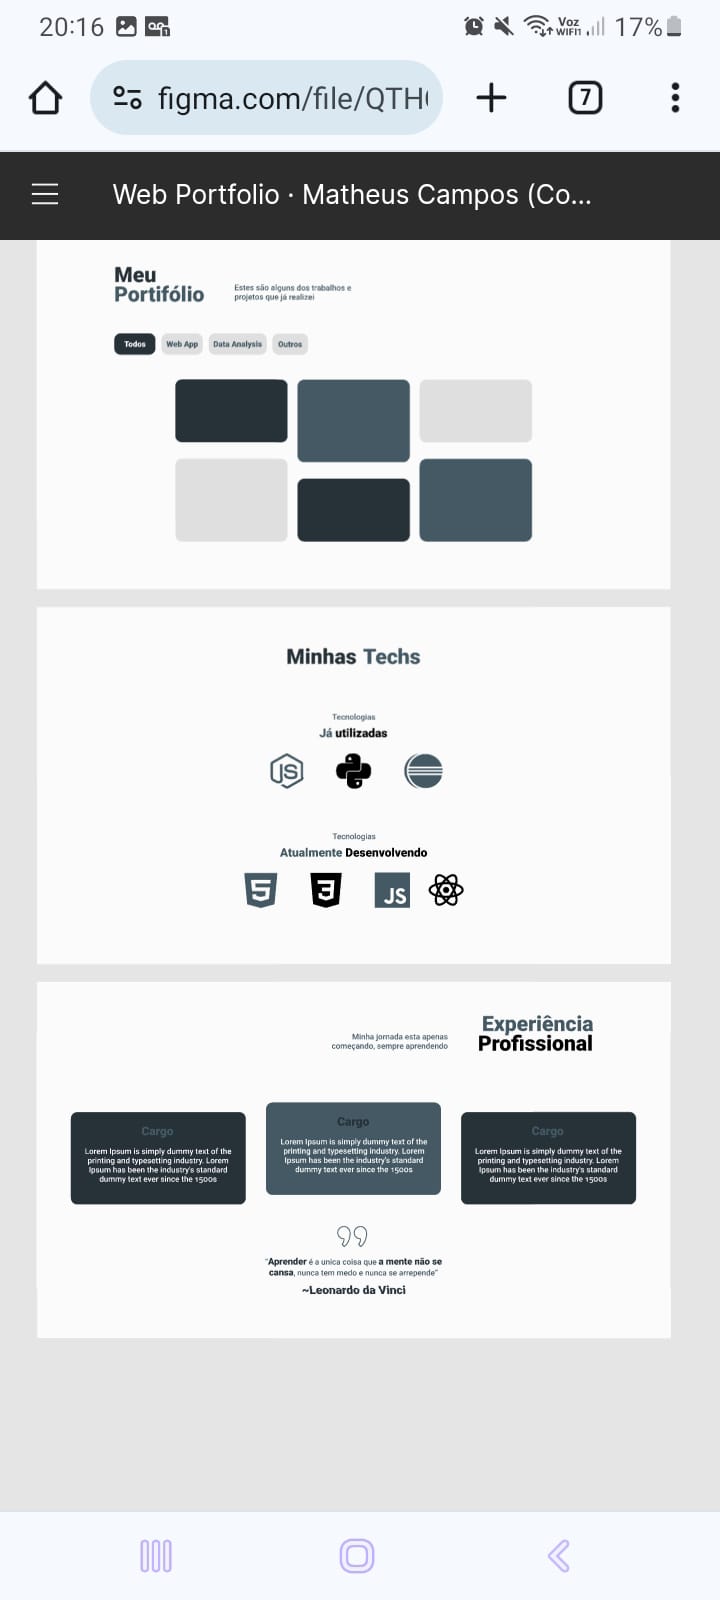 20:16
Voz
WIFI1
17%
figma.com/file/QTH
7
Web Portfolio · Matheus Campos (Co...
Meu
Portifólio
Estes são alguns dos trabalhos e
projetos que já realizei
Todos
Web App
Data Analysis
Outros
Minhas Techs
Tecnologias
Já utilizadas
JS
Tecnologias
Atualmente Desenvolvendo
5
3
JS
Minha jornada esta apenas
começando, sempre aprendendo
Experiência
Profissional
Cargo
Lorem Ipsum is simply dummy text of the
printing and typesetting industry. Lorem
Ipsum has been the industry's standard
dummy text ever since the 1500s
Cargo
Lorem Ipsum is simply dummy text of the
printing and typesetting industry. Lorem
Ipsum has been the industry's standard
dummy text ever since the 1500s
Cargo
Lorem Ipsum is simply dummy text of the
printing and typesetting industry. Lorem
Ipsum has been the industry's standard
dummy text ever since the 1500s
"Aprender é a unica coisa que a mente não se
cansa, nunca tem medo e nunca se arrepende"
~Leonardo da Vinci